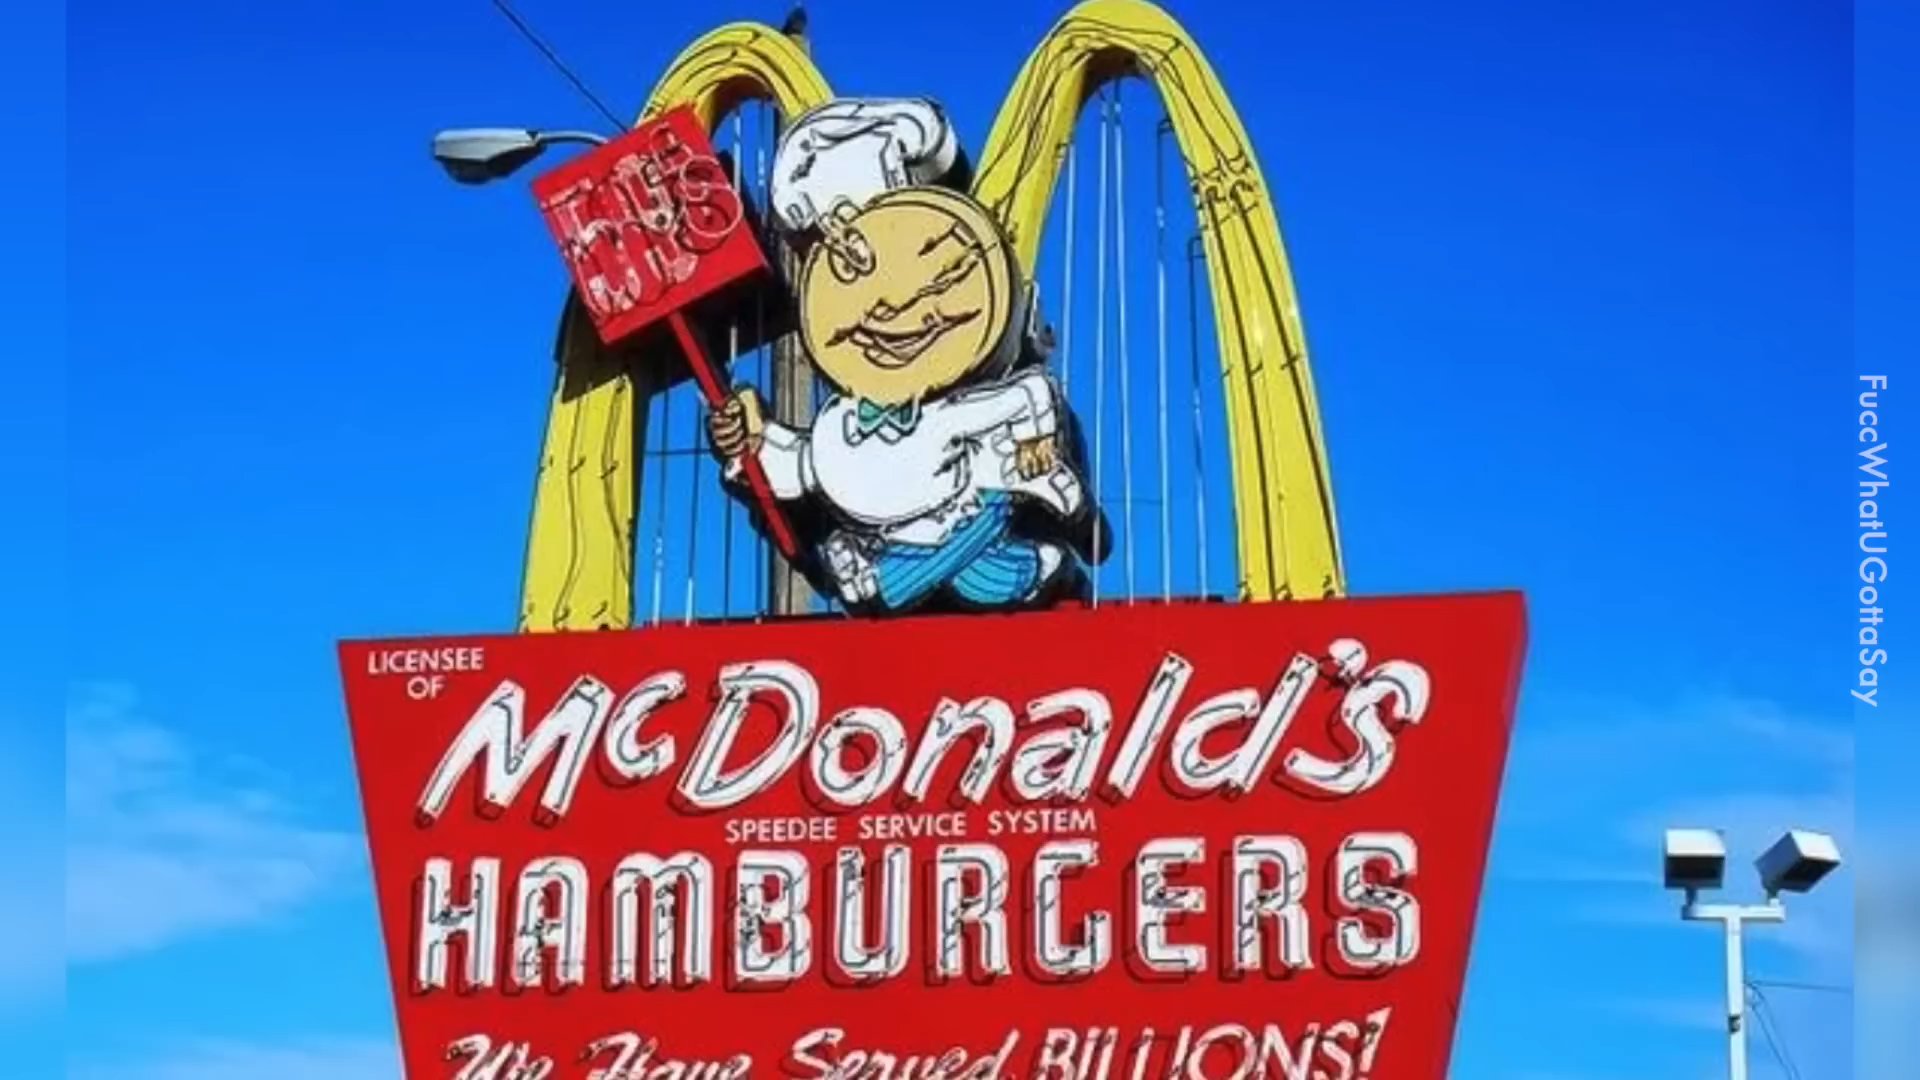 LICENSEE
OF
McDonald's
SPEEDEE SERVICE SYSTEM
HAMBURGERS
We Have Served BILLIONS!
FuccWhatUGottaSay